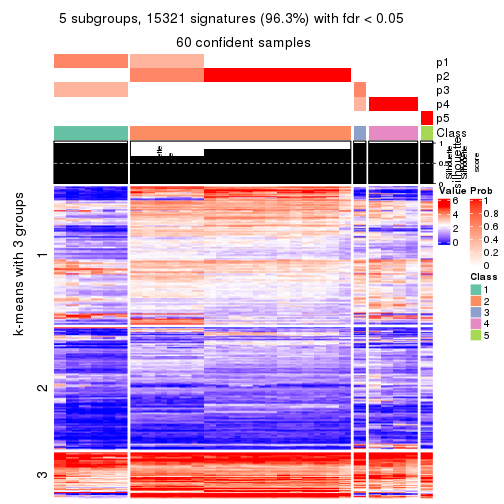 5 subgroups, 15321 signatures (96.3%) with fdr < 0.05
60 confident samples
p1
p2
p3
p4
p5
Class
1
0.5
0
silhouette
score
Value
6
4
2
0
Prob
1
0.8
0.6
0.4
0.2
0
Class
1
2
3
4
5
k-means with 3 groups
1
2
3